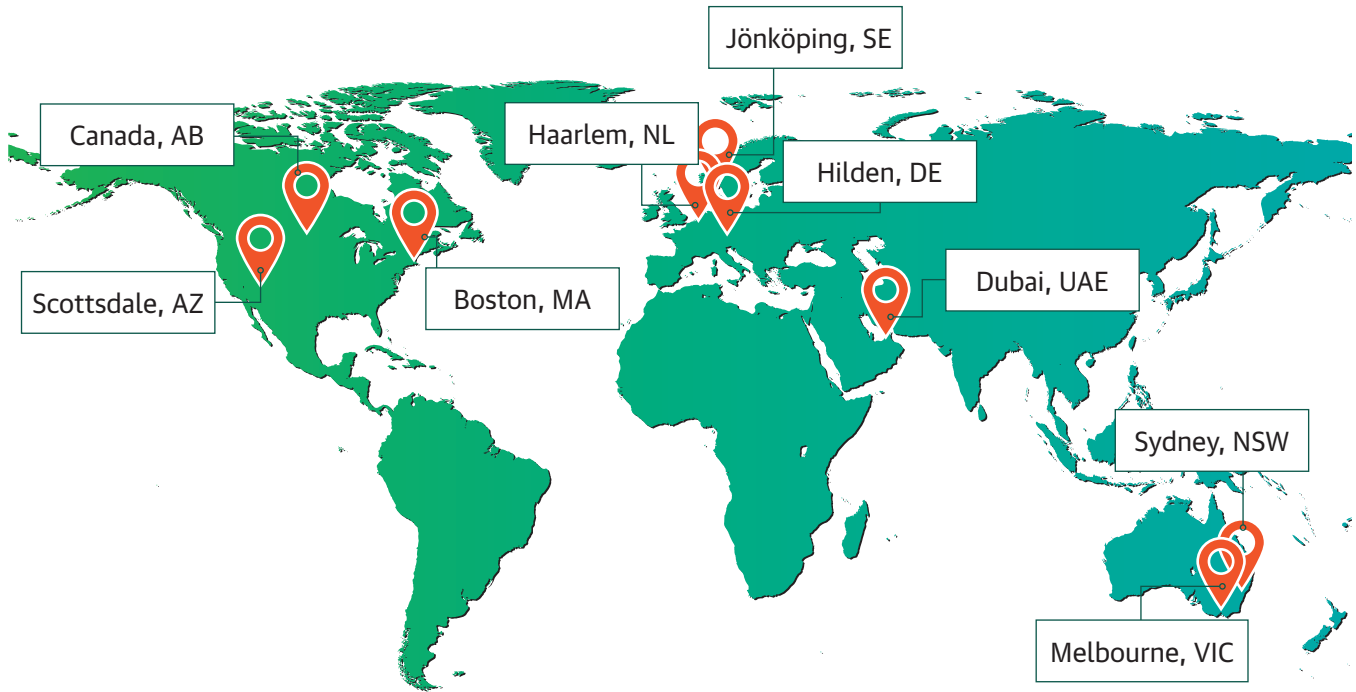 Jönköping, SE
Canada, AB
Haarlem, NL
Hilden, DE
Scottsdale, AZ
Boston, MA
Dubai, UAE
Sydney, NSW
Melbourne, VIC